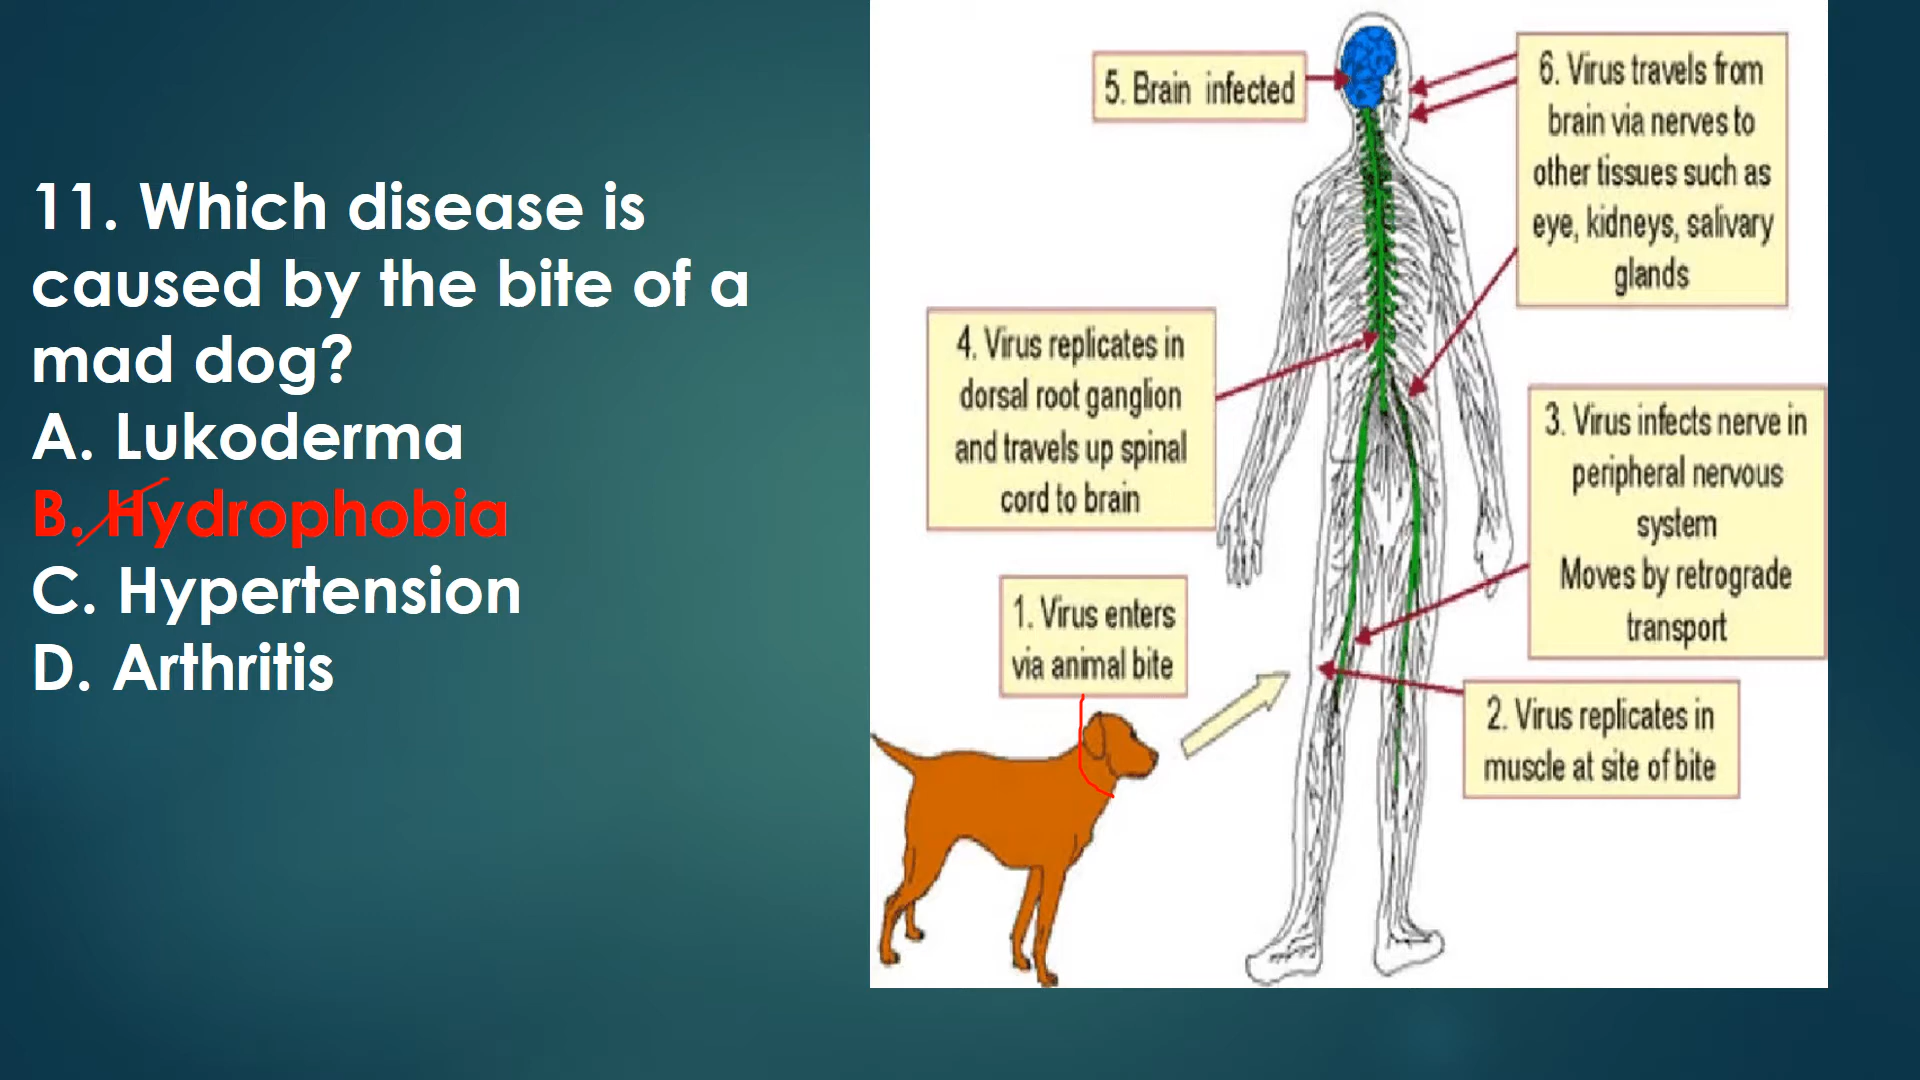 11. Which disease is
caused by the bite of a
mad dog?
A. Lukoderma
B. Hydrophobia
C. Hypertension
D. Arthritis
5. Brain infected
6. Virus travels from
brain via nerves to
other tissues such as
eye, kidneys, salivary
glands
4. Virus replicates in
dorsal root ganglion
and travels up spinal
cord to brain
3. Virus infects nerve in
peripheral nervous
system
Moves by retrograde
transport
1. Virus enters
via animal bite
2. Virus replicates in
muscle at site of bite